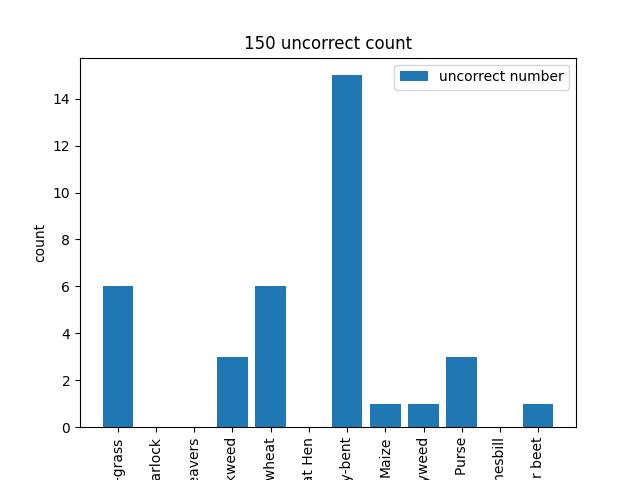 150 uncorrect count
uncorrect number
14
12
10
8
6
4
2
0
count
-grass
arlock
eavers
kweed
wheat
at Hen
y-bent
Maize
yweed
Purse
nesbill
r beet